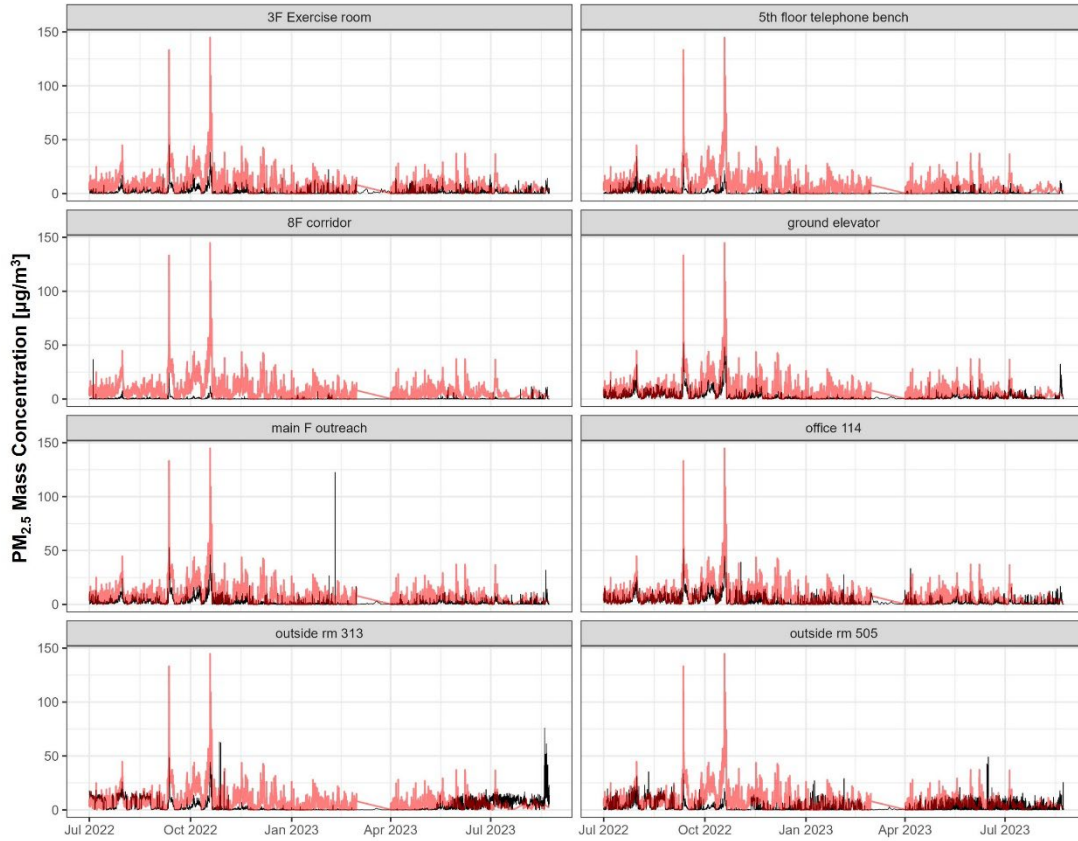 3F Exercise room
5th floor telephone bench
150
100
50
0
8F corridor
ground elevator
150
100
50
0
PM2.5 Mass Concentration [µg/m³]
main F outreach
office 114
150
100
50
0
outside rm 313
outside rm 505
150
100
50
0
Jul 2022 Oct 2022 Jan 2023 Apr 2023 Jul 2023
Jul 2022 Oct 2022 Jan 2023 Apr 2023 Jul 2023